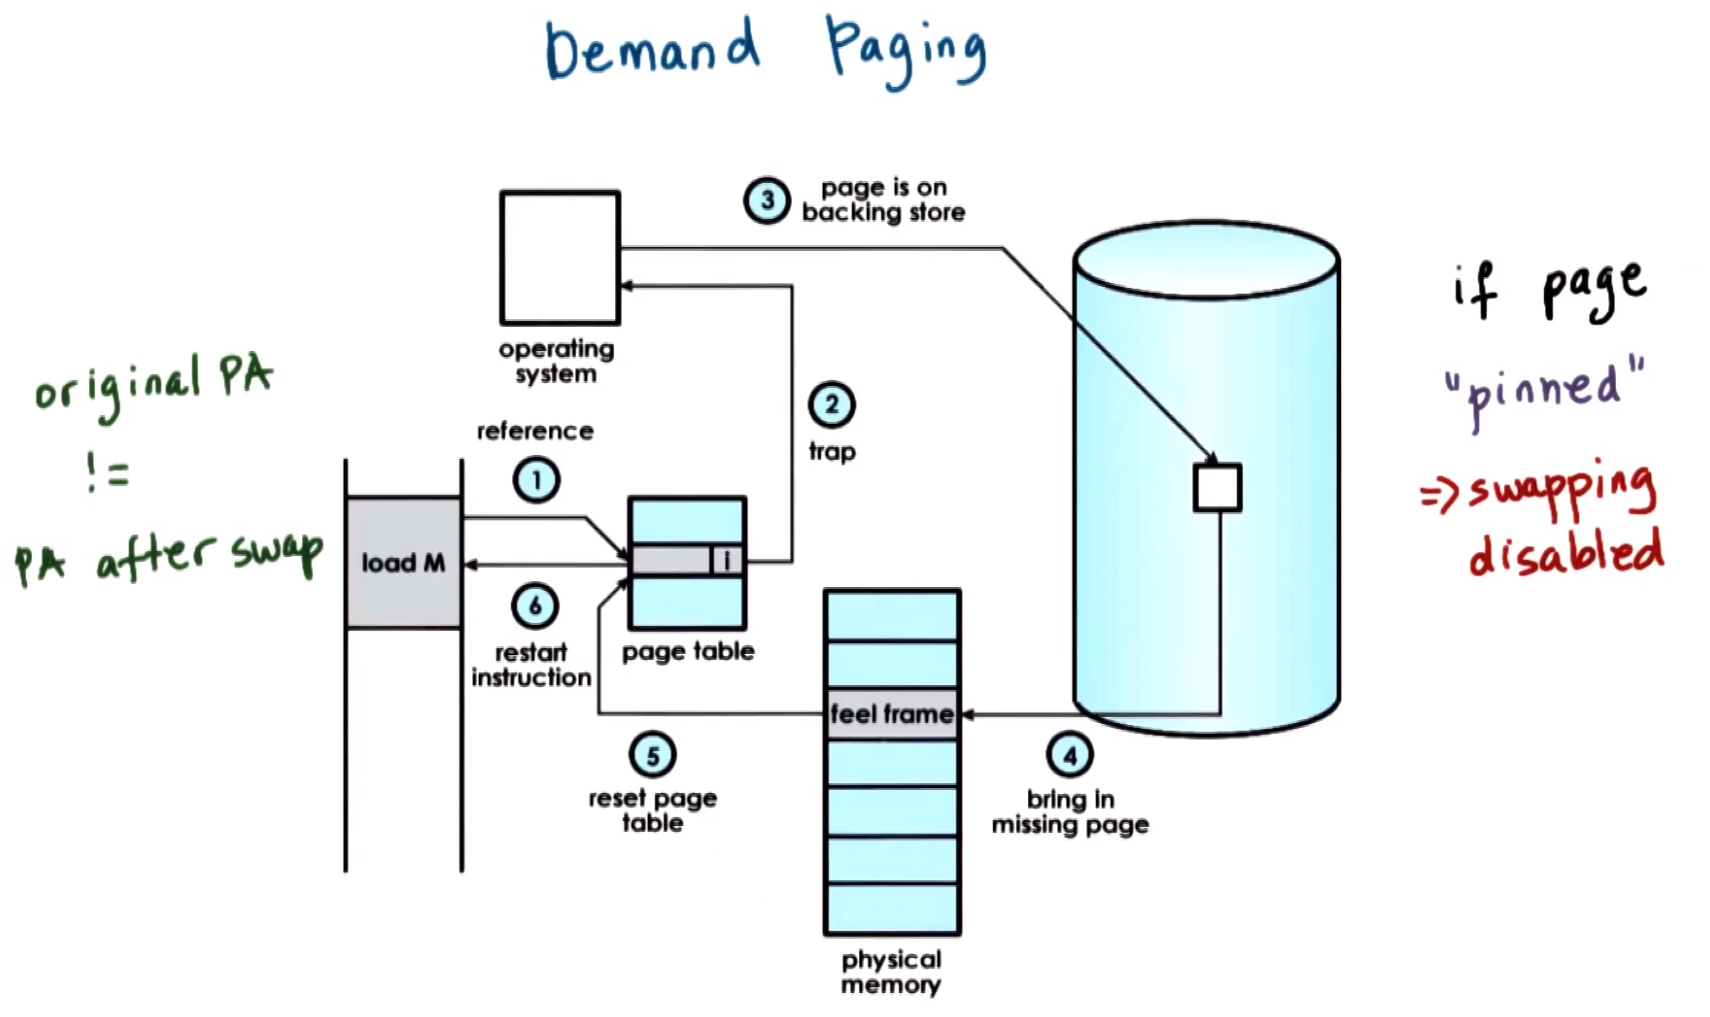 Demand Paging
3
page is on
backing store
operating
system
2
trap
reference
1
original PA
!=
PA after swap
load M
i
6
restart
instruction
page table
feel frame
5
reset page
table
4
bring in
missing page
physical
memory
if page
"pinned"
=> swapping
disabled